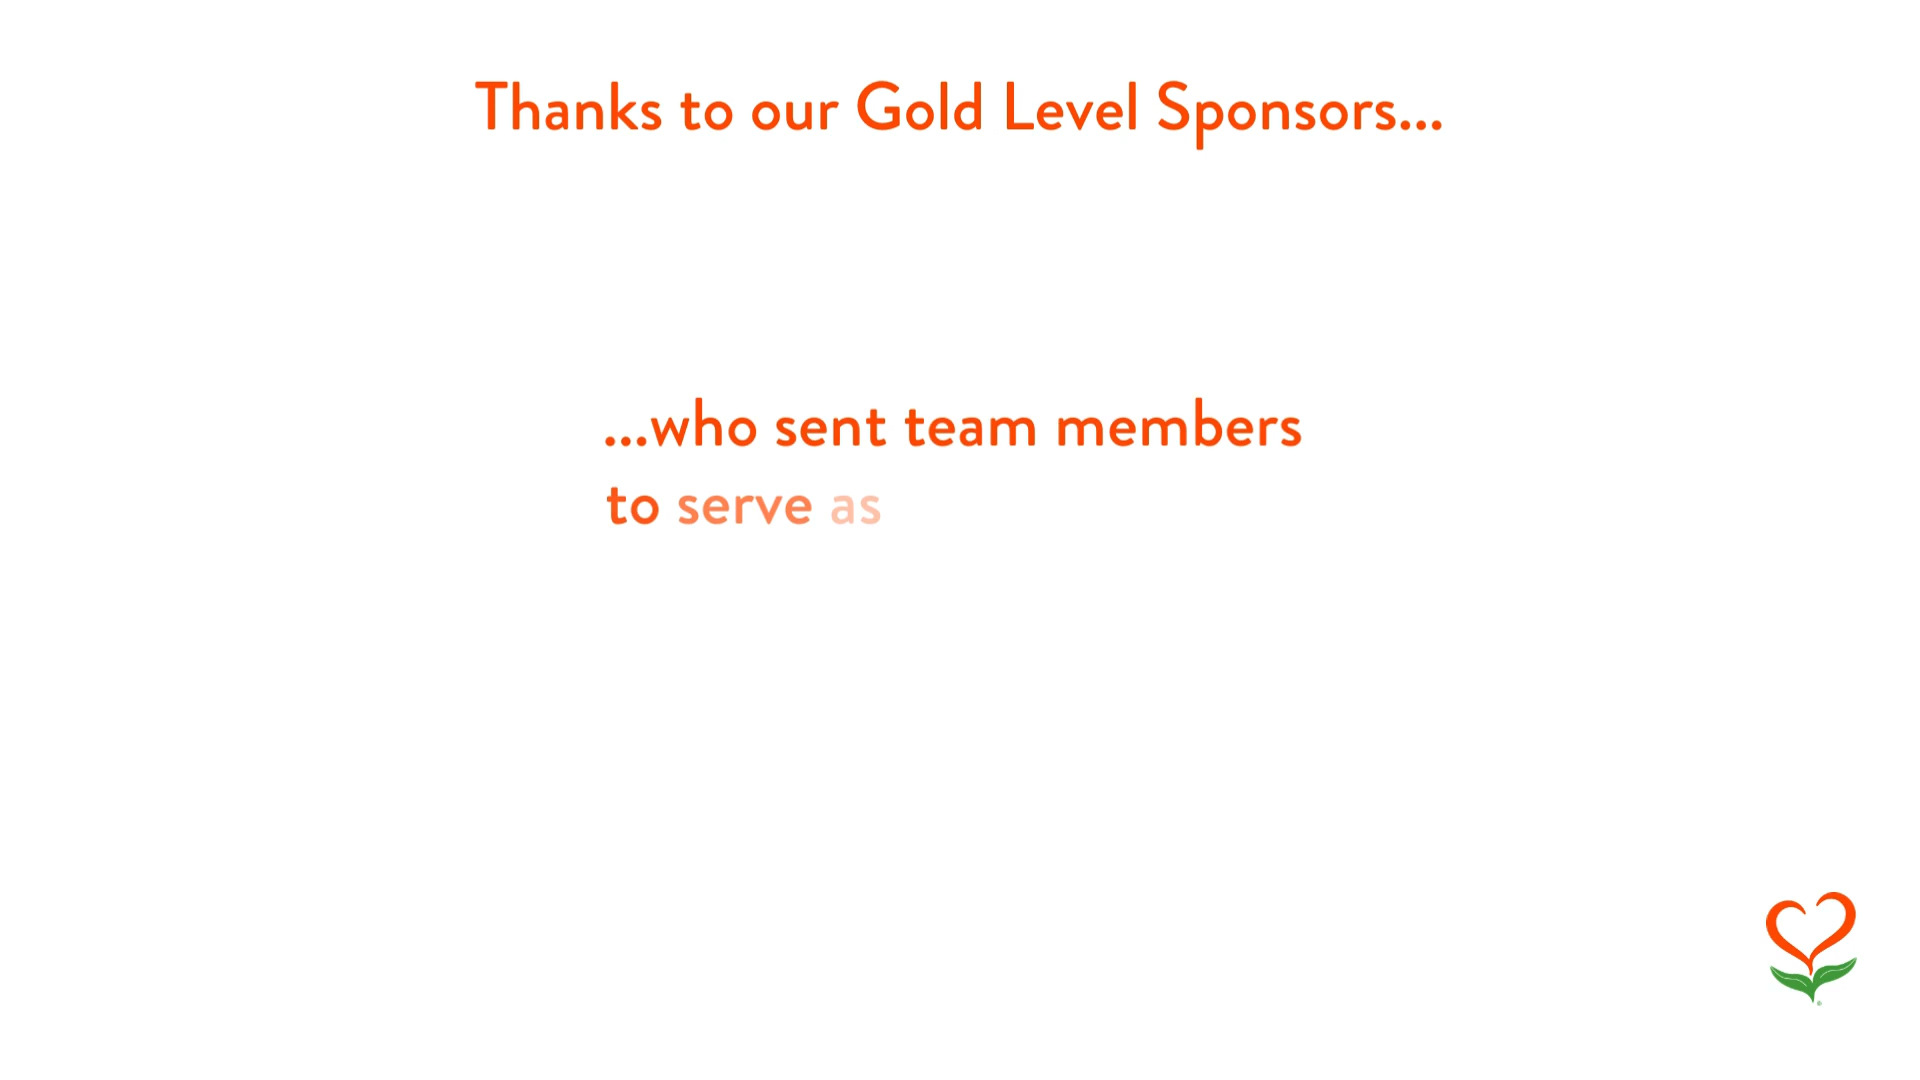 Thanks to our Gold Level Sponsors...
...who sent team members
to serve as